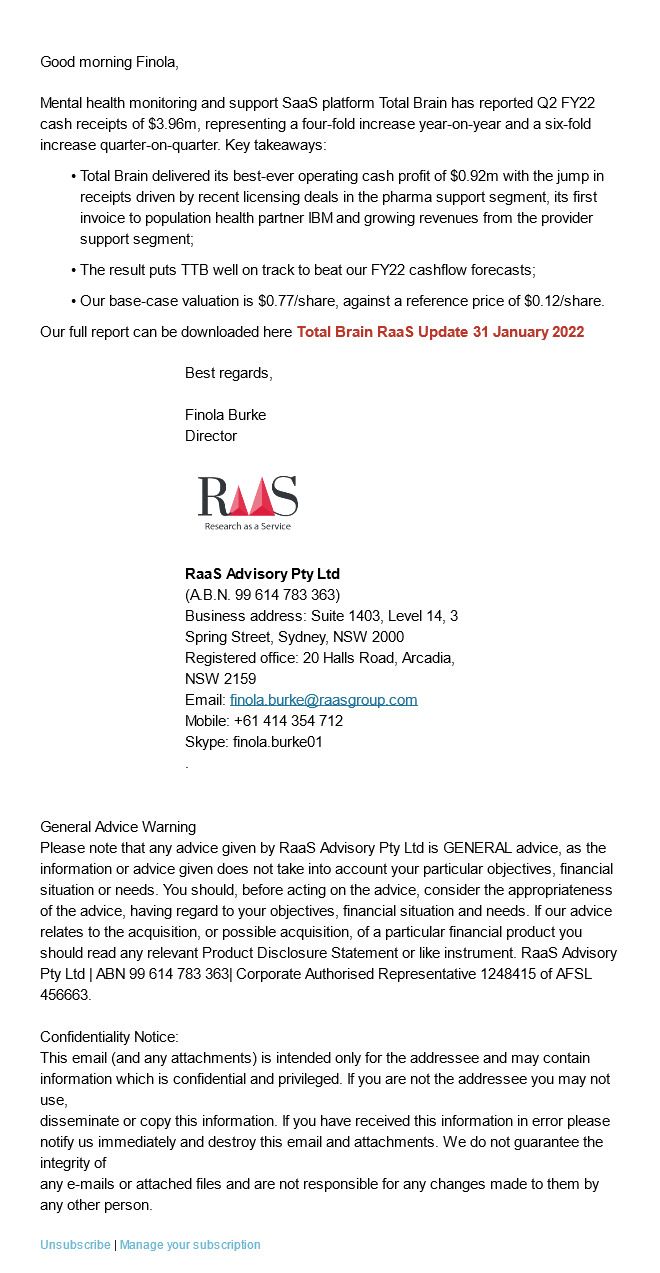 Good morning Finola,
Mental health monitoring and support SaaS platform Total Brain has reported Q2 FY22
cash receipts of $3.96m, representing a four-fold increase year-on-year and a six-fold
increase quarter-on-quarter. Key takeaways:
• Total Brain delivered its best-ever operating cash profit of $0.92m with the jump in
receipts driven by recent licensing deals in the pharma support segment, its first
invoice to population health partner IBM and growing revenues from the provider
support segment;
• The result puts TTB well on track to beat our FY22 cashflow forecasts;
• Our base-case valuation is $0.77/share, against a reference price of $0.12/share.
Our full report can be downloaded here Total Brain RaaS Update 31 January 2022
Best regards,
Finola Burke
Director
RAAS
Research as a Service
RaaS Advisory Pty Ltd
(A.B.N. 99 614 783 363)
Business address: Suite 1403, Level 14, 3
Spring Street, Sydney, NSW 2000
Registered office: 20 Halls Road, Arcadia,
NSW 2159
Email: finola.burke@raasgroup.com
Mobile: +61 414 354 712
Skype: finola.burke01
.
General Advice Warning
Please note that any advice given by RaaS Advisory Pty Ltd is GENERAL advice, as the
information or advice given does not take into account your particular objectives, financial
situation or needs. You should, before acting on the advice, consider the appropriateness
of the advice, having regard to your objectives, financial situation and needs. If our advice
relates to the acquisition, or possible acquisition, of a particular financial product you
should read any relevant Product Disclosure Statement or like instrument. RaaS Advisory
Pty Ltd | ABN 99 614 783 363| Corporate Authorised Representative 1248415 of AFSL
456663.
Confidentiality Notice:
This email (and any attachments) is intended only for the addressee and may contain
information which is confidential and privileged. If you are not the addressee you may not
use,
disseminate or copy this information. If you have received this information in error please
notify us immediately and destroy this email and attachments. We do not guarantee the
integrity of
any e-mails or attached files and are not responsible for any changes made to them by
any other person.
Unsubscribe | Manage your subscription